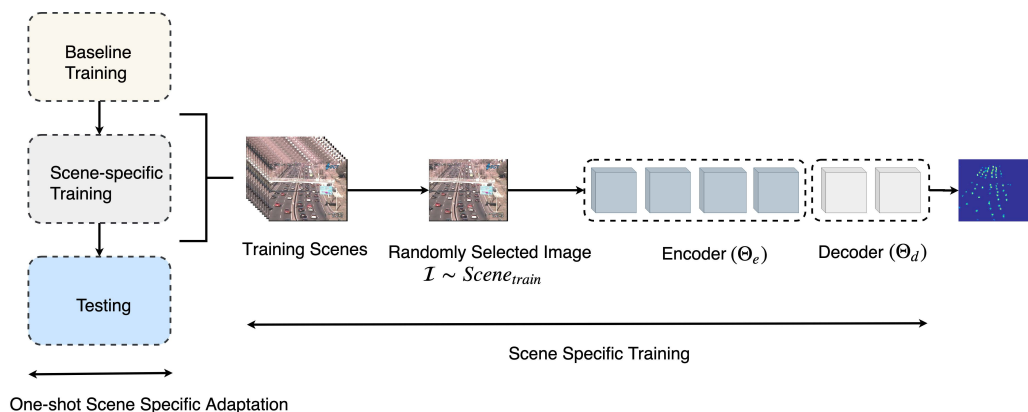 Baseline
Training
Scene-specific
Training
Testing
One-shot Scene Specific Adaptation
Training Scenes
Randomly Selected Image
I ∼ Scene_train
Encoder (Θ_e)
Decoder (Θ_d)
Scene Specific Training